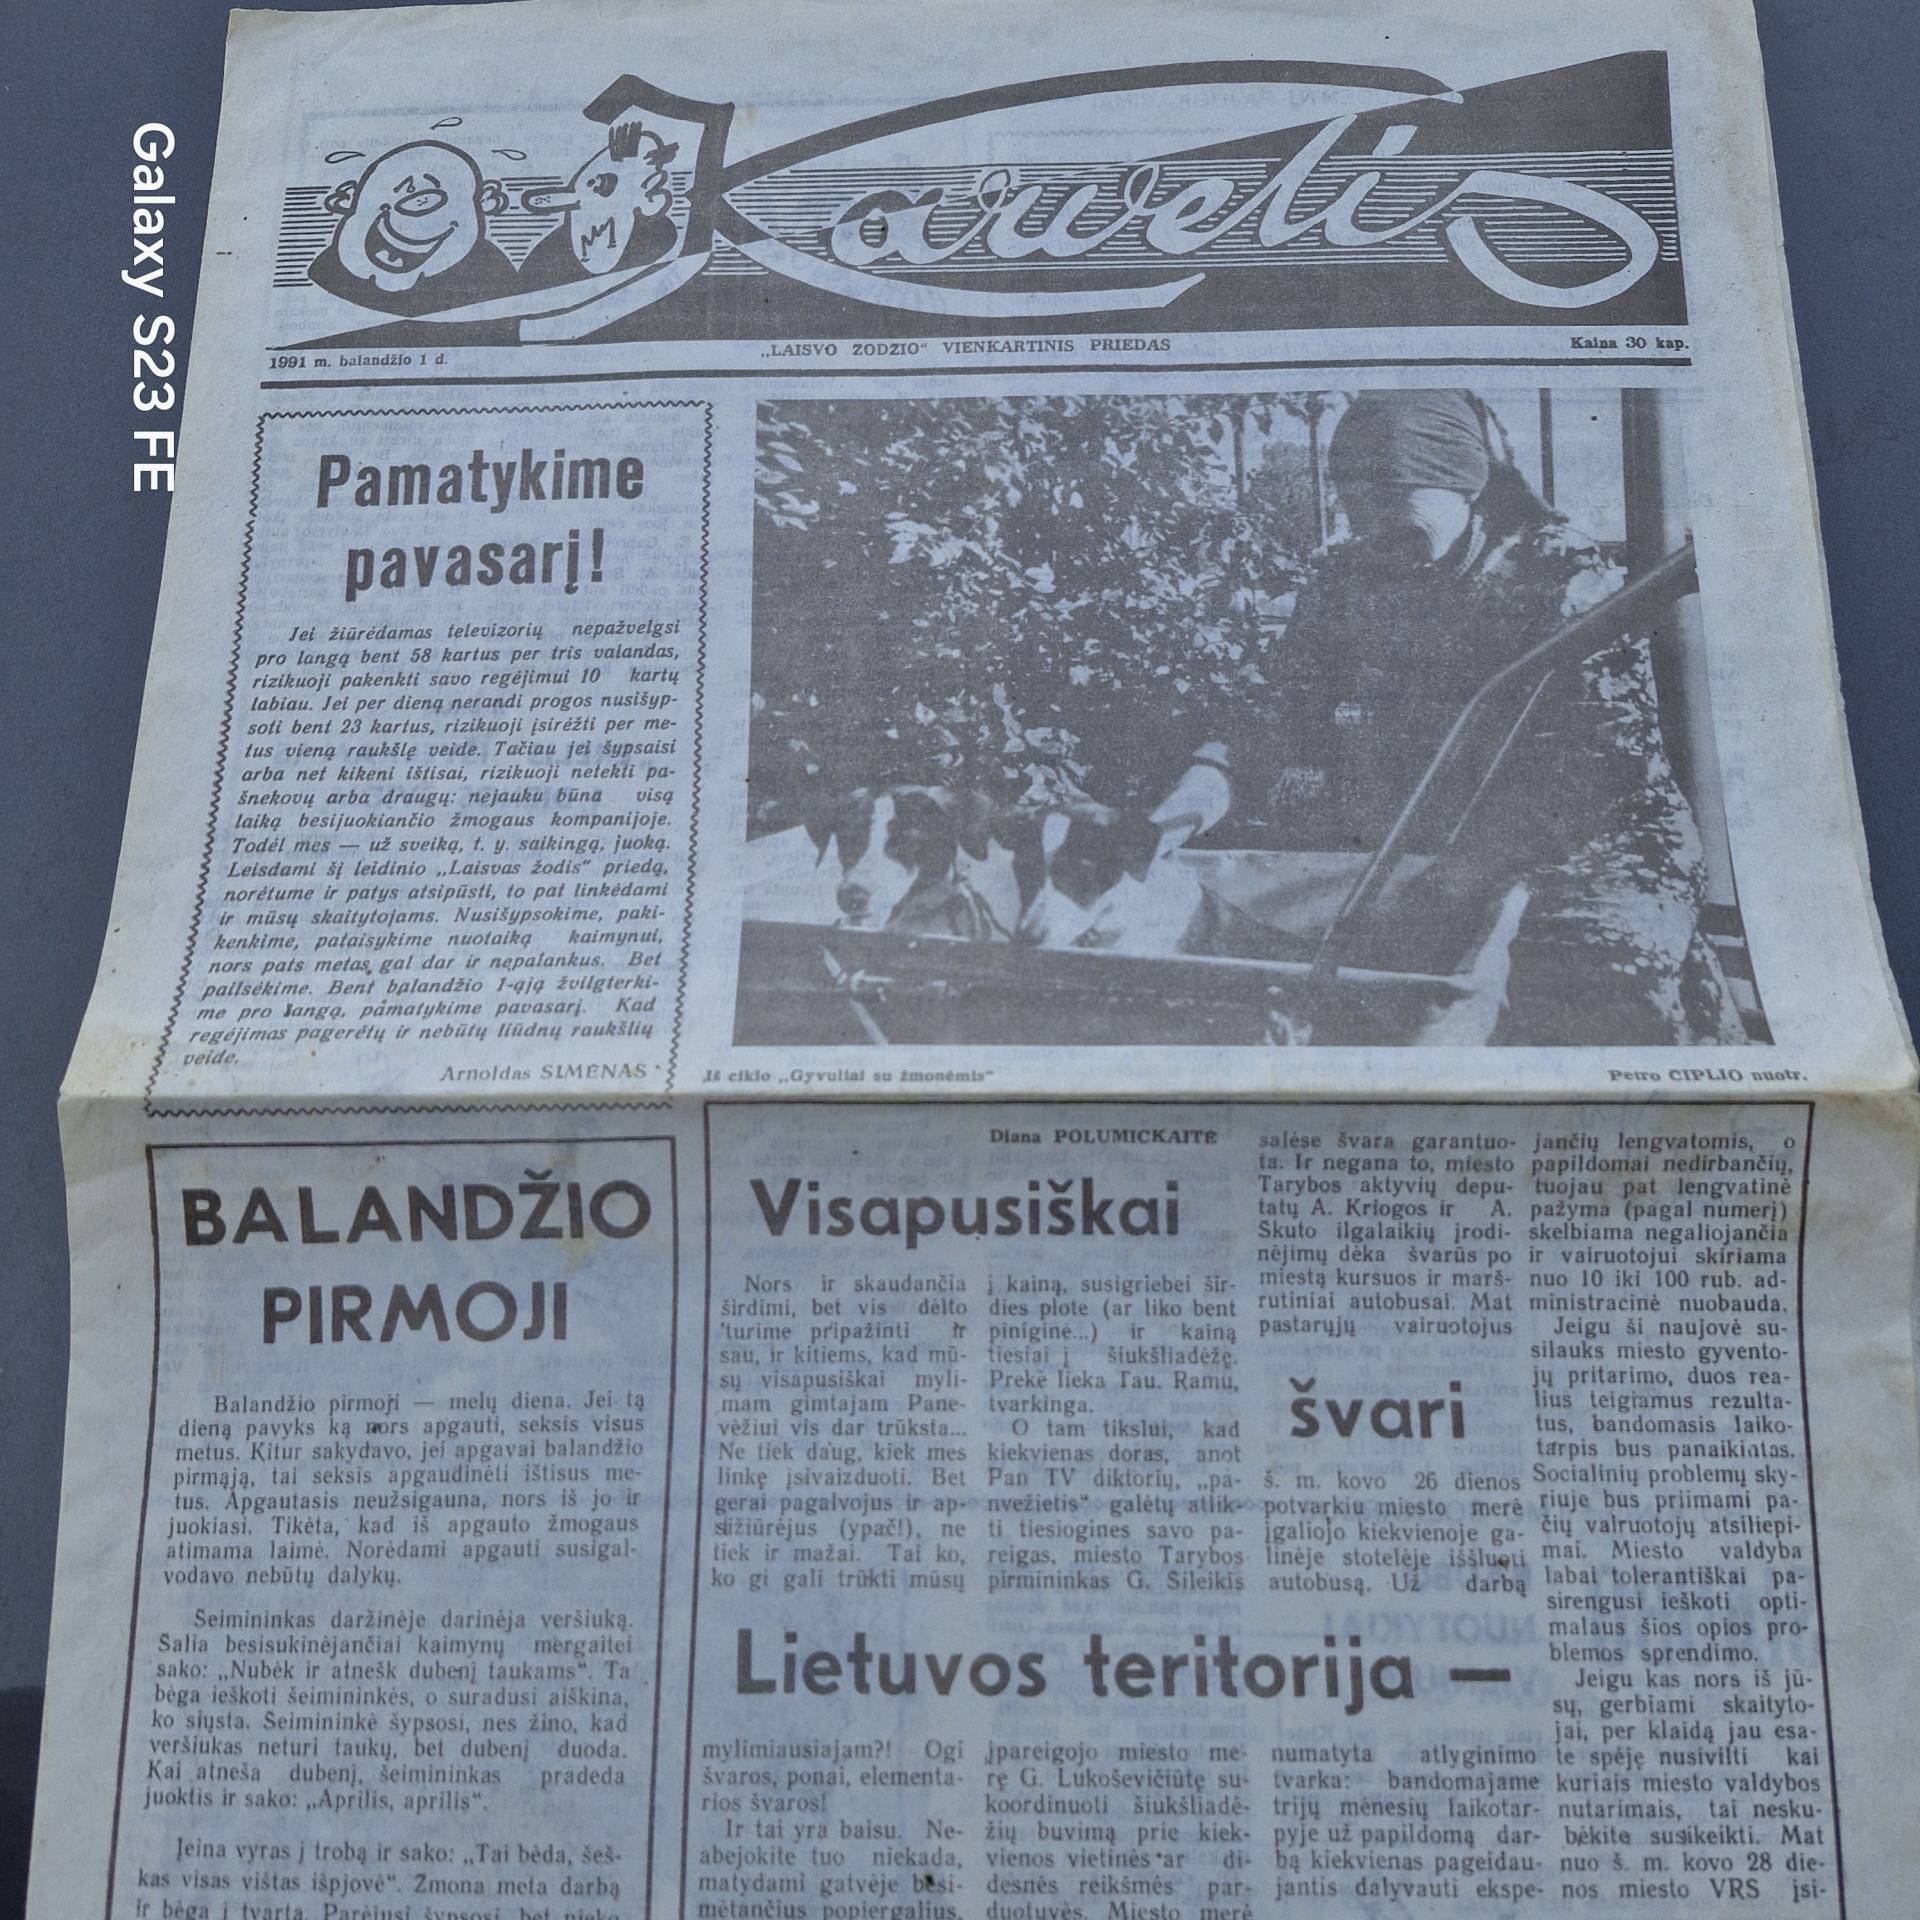 Galaxy S23 FE
Karvelis
1991 m. balandžio 1 d.
„LAISVO ŽODŽIO“ VIENKARTINIS PRIEDAS
Kaina 30 kap.
Pamatykime
pavasarį!
Jei žiūrėdamas televizorių nepažvelgsi
pro langą bent 58 kartus per tris valandas,
rizikuoji pakenkti savo regėjimui 10 kartų
labiau. Jei per dieną nerandi progos nusišyp-
soti bent 23 kartus, rizikuoji įsirėžti per me-
tus vieną raukšlę veide. Tačiau jei šypsaisi
arba net kikeni ištisai, rizikuoji netekti pa-
šnekovų arba draugų: nejauku būna visą
laiką besijuokiančio žmogaus kompanijoje.
Todėl mes — už sveiką, t. y. saikingą, juoką.
Leisdami šį leidinio „Laisvas žodis“ priedą,
norėtume ir patys atsipūsti, to pat linkėdami
ir mūsų skaitytojams. Nusišypsokime, paki-
kenkime, pataisykime nuotaiką kaimynui,
nors pats metas gal dar ir nepalankus. Bet
pailsėkime. Bent balandžio 1-ąją žvilgterki-
me pro langą, pamatykime pavasarį. Kad
regėjimas pagerėtų ir nebūtų liūdnų raukšlių
veide.
Arnoldas SIMĖNAS
Iš ciklo „Gyvuliai su žmonėmis“
Petro CIPLIO nuotr.
BALANDŽIO
PIRMOJI
Balandžio pirmoji — melų diena. Jei tą
dieną pavyks ką nors apgauti, seksis visus
metus. Kitur sakydavo, jei apgavai balandžio
pirmąją, tai seksis apgaudinėti ištisus me-
tus. Apgautasis neužsigauna, nors iš jo ir
juokiasi. Tikėta, kad iš apgauto žmogaus
atimama laimė. Norėdami apgauti susigal-
vodavo nebūtų dalykų.
Šeimininkas daržinėje darinėja veršiuką.
Šalia besisukinėjančiai kaimynų mergaitei
sako: „Nubėk ir atnešk dubenį taukams“. Ta
bėga ieškoti šeimininkės, o suradusi aiškina,
ko siųsta. Šeimininkė šypsosi, nes žino, kad
veršiukas neturi taukų, bet dubenį duoda.
Kai atneša dubenį, šeimininkas pradeda
juoktis ir sako: „Aprilis, aprilis“.
Įeina vyras į trobą ir sako: „Tai bėda, šeš-
kas visas vištas išpjovė“. Žmona meta darbą
ir bėga į tvartą. Parėjusi šypsosi, bet nieko
Diana POLUMICKAITĖ
Visapusiškai
Nors ir skaudančia
širdimi, bet vis dėlto
turime pripažinti ir
sau, ir kitiems, kad mū-
sų visapusiškai myli-
mam gimtajam Pane-
vėžiui vis dar trūksta...
Ne tiek daug, kiek mes
linkę įsivaizduoti. Bet
gerai pagalvojus ir ap-
sižiūrėjus (ypač!), ne
tiek ir mažai. Tai ko,
ko gi gali trūkti mūsų
į kainą, susigriebei šir-
dies plote (ar liko bent
piniginė...) ir kainą
tiesiai į šiukšliadėžę.
Prekė lieka Tau. Ramu,
tvarkinga.
O tam tikslui, kad
kiekvienas doras, anot
Pan TV diktorių, „pa-
nvežietis“ galėtų atlik-
ti tiesiogines savo pa-
reigas, miesto Tarybos
pirmininkas G. Šileikis
salėse švara garantuo-
ta. Ir negana to, miesto
Tarybos aktyvių depu-
tatų A. Kriogos ir A.
Skuto ilgalaikių įrodi-
nėjimų dėka švarūs po
miestą kursuos ir marš-
rutiniai autobusai. Mat
pastarųjų vairuotojus
švari
š. m. kovo 26 dienos
potvarkiu miesto merė
įgaliojo kiekvienoje ga-
linėje stotelėje iššluoti
autobusą. Už darbą
Lietuvos teritorija —
mylimiausiajam?! Ogi
švaros, ponai, elementa-
rios švaros!
Ir tai yra baisu. Ne-
abejokite tuo niekada,
matydami gatvėje besi-
mėtančius popiergalius,
įpareigojo miesto me-
rę G. Lukoševičiūtę su-
koordinuoti šiukšliadė-
žių buvimą prie kiek-
vienos vietinės ar di-
desnės reikšmės par-
duotuvės. Miesto merė
numatyta atlyginimo
tvarka: bandomajame
trijų mėnesių laikotar-
pyje už papildomą dar-
bą kiekvienas pageidau-
jantis dalyvauti ekspe-
jančių lengvatomis, o
papildomai nedirbančių,
tuojau pat lengvatinė
pažyma (pagal numerį)
skelbiama negaliojančia
ir vairuotojui skiriama
nuo 10 iki 100 rub. ad-
ministracinė nuobauda.
Jeigu ši naujovė su-
silauks miesto gyvento-
jų pritarimo, duos rea-
lius teigiamus rezulta-
tus, bandomasis laiko-
tarpis bus panaikintas.
Socialinių problemų sky-
riuje bus priimami pa-
čių vairuotojų atsiliepi-
mai. Miesto valdyba
labai tolerantiškai pa-
sirengusi ieškoti opti-
malaus šios opios pro-
blemos sprendimo.
Jeigu kas nors iš jū-
sų, gerbiami skaityto-
jai, per klaidą jau esa-
te spėję nusivilti kai
kuriais miesto valdybos
nutarimais, tai nesku-
bėkite susikeikti. Mat
nuo š. m. kovo 28 die-
nos miesto VRS įsi-